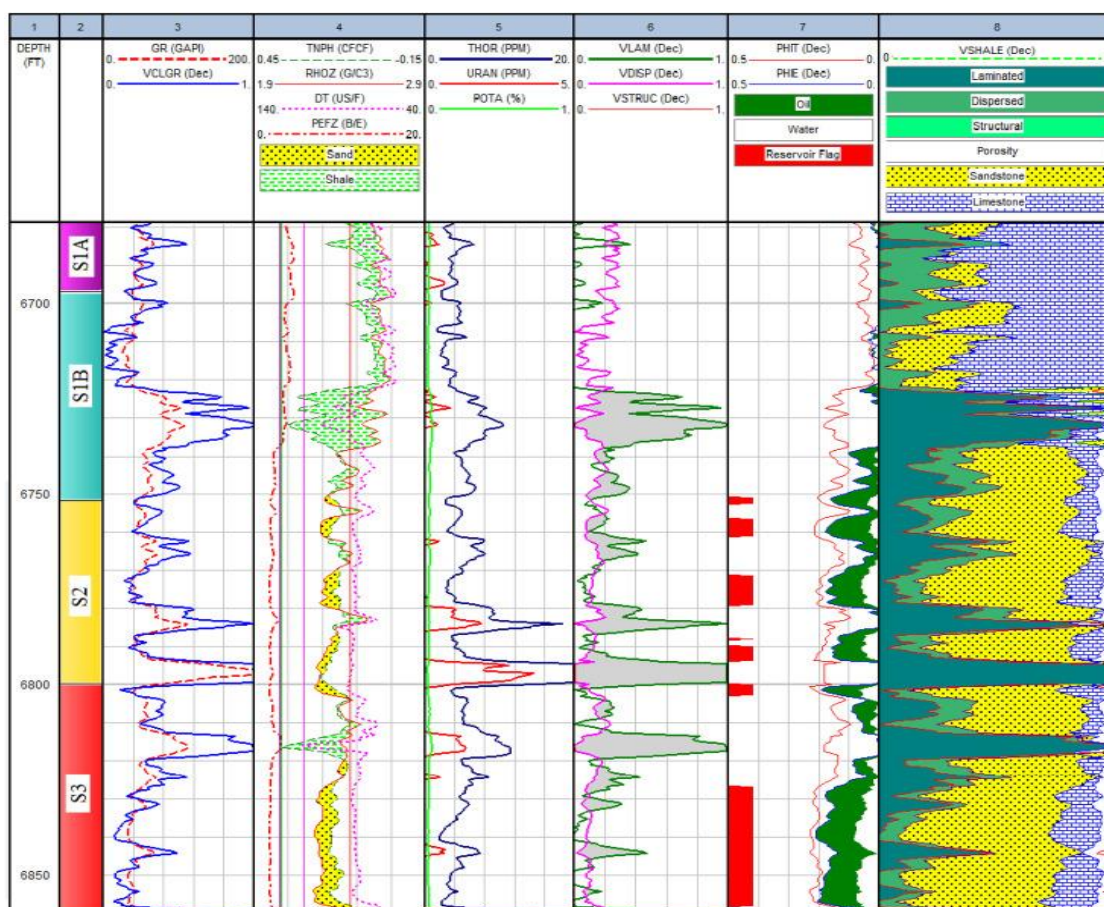 1 2 3 4 5 6 7 8
DEPTH (FT)
GR (GAPI)
0. 200.
VCLGR (Dec)
0. 1.
TNPH (CFCF)
0.45 -0.15
RHOZ (G/C3)
1.9 2.9
DT (US/F)
140. 40.
PEFZ (B/E)
0. 20.
Sand
Shale
THOR (PPM)
0. 20.
URAN (PPM)
0. 5.
POTA (%)
0. 1.
VLAM (Dec)
0. 1.
VDISP (Dec)
0. 1.
VSTRUC (Dec)
0. 1.
PHIT (Dec)
0.5 0.
PHIE (Dec)
0.5 0.
Oil
Water
Reservoir Flag
VSHALE (Dec)
0
Laminated
Dispersed
Structural
Porosity
Sandstone
Limestone
S1A
6700
S1B
6750
S2
6800
S3
6850